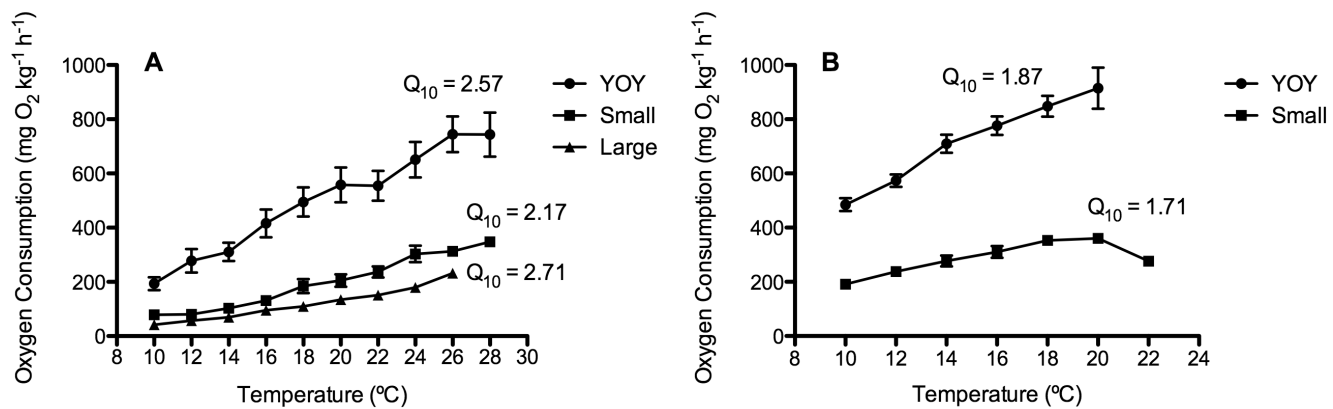 A
Oxygen Consumption (mg O2 kg-1 h-1)
1000
800
600
400
200
0
Q10 = 2.57
Q10 = 2.17
Q10 = 2.71
YOY
Small
Large
8 10 12 14 16 18 20 22 24 26 28 30
Temperature (ºC)
B
Oxygen Consumption (mg O2 kg-1 h-1)
1000
800
600
400
200
0
Q10 = 1.87
Q10 = 1.71
YOY
Small
8 10 12 14 16 18 20 22 24
Temperature (ºC)